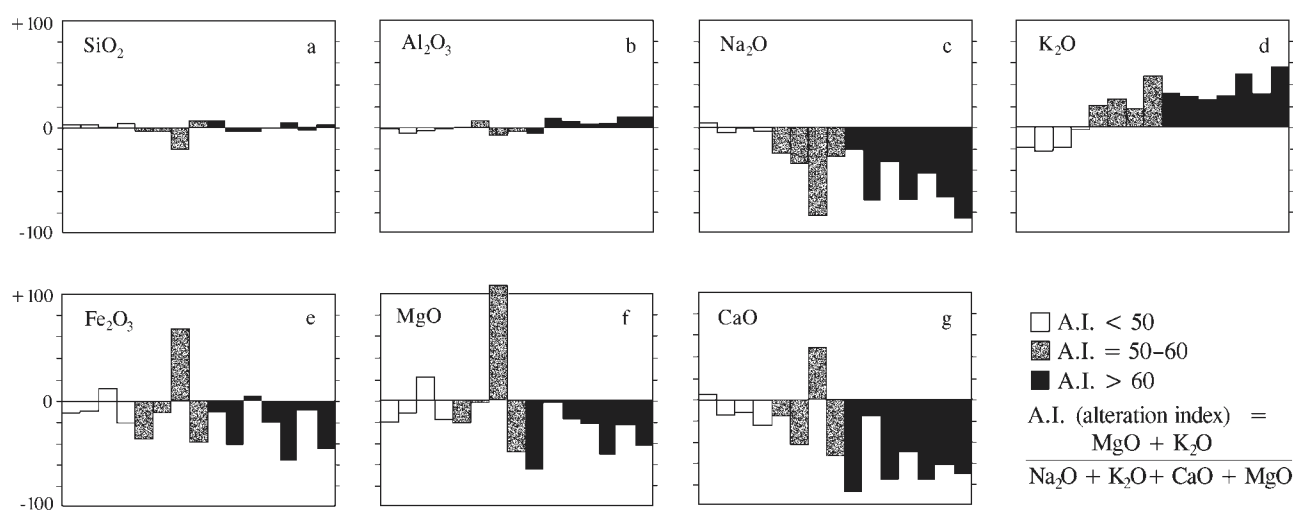 +100
SiO₂ a
Al₂O₃ b
Na₂O c
K₂O d
0
-100
+100
Fe₂O₃ e
MgO f
CaO g
0
-100
A.I. < 50
A.I. = 50–60
A.I. > 60
A.I. (alteration index) =
MgO + K₂O
Na₂O + K₂O + CaO + MgO